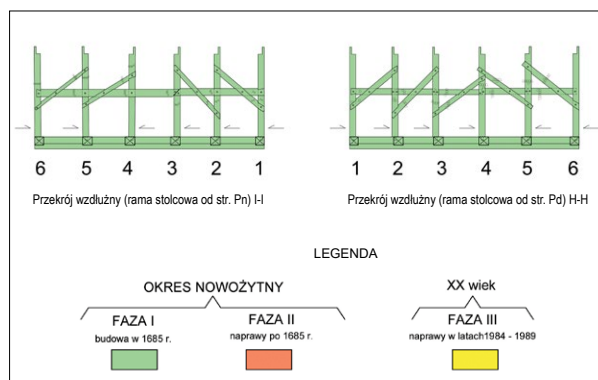 6 5 4 3 2 1
Przekrój wzdłużny (rama stolcowa od str. Pn) I-I
1 2 3 4 5 6
Przekrój wzdłużny (rama stolcowa od str. Pd) H-H
LEGENDA
OKRES NOWOŻYTNY
FAZA I
budowa w 1685 r.
FAZA II
naprawy po 1685 r.
XX wiek
FAZA III
naprawy w latach1984 - 1989